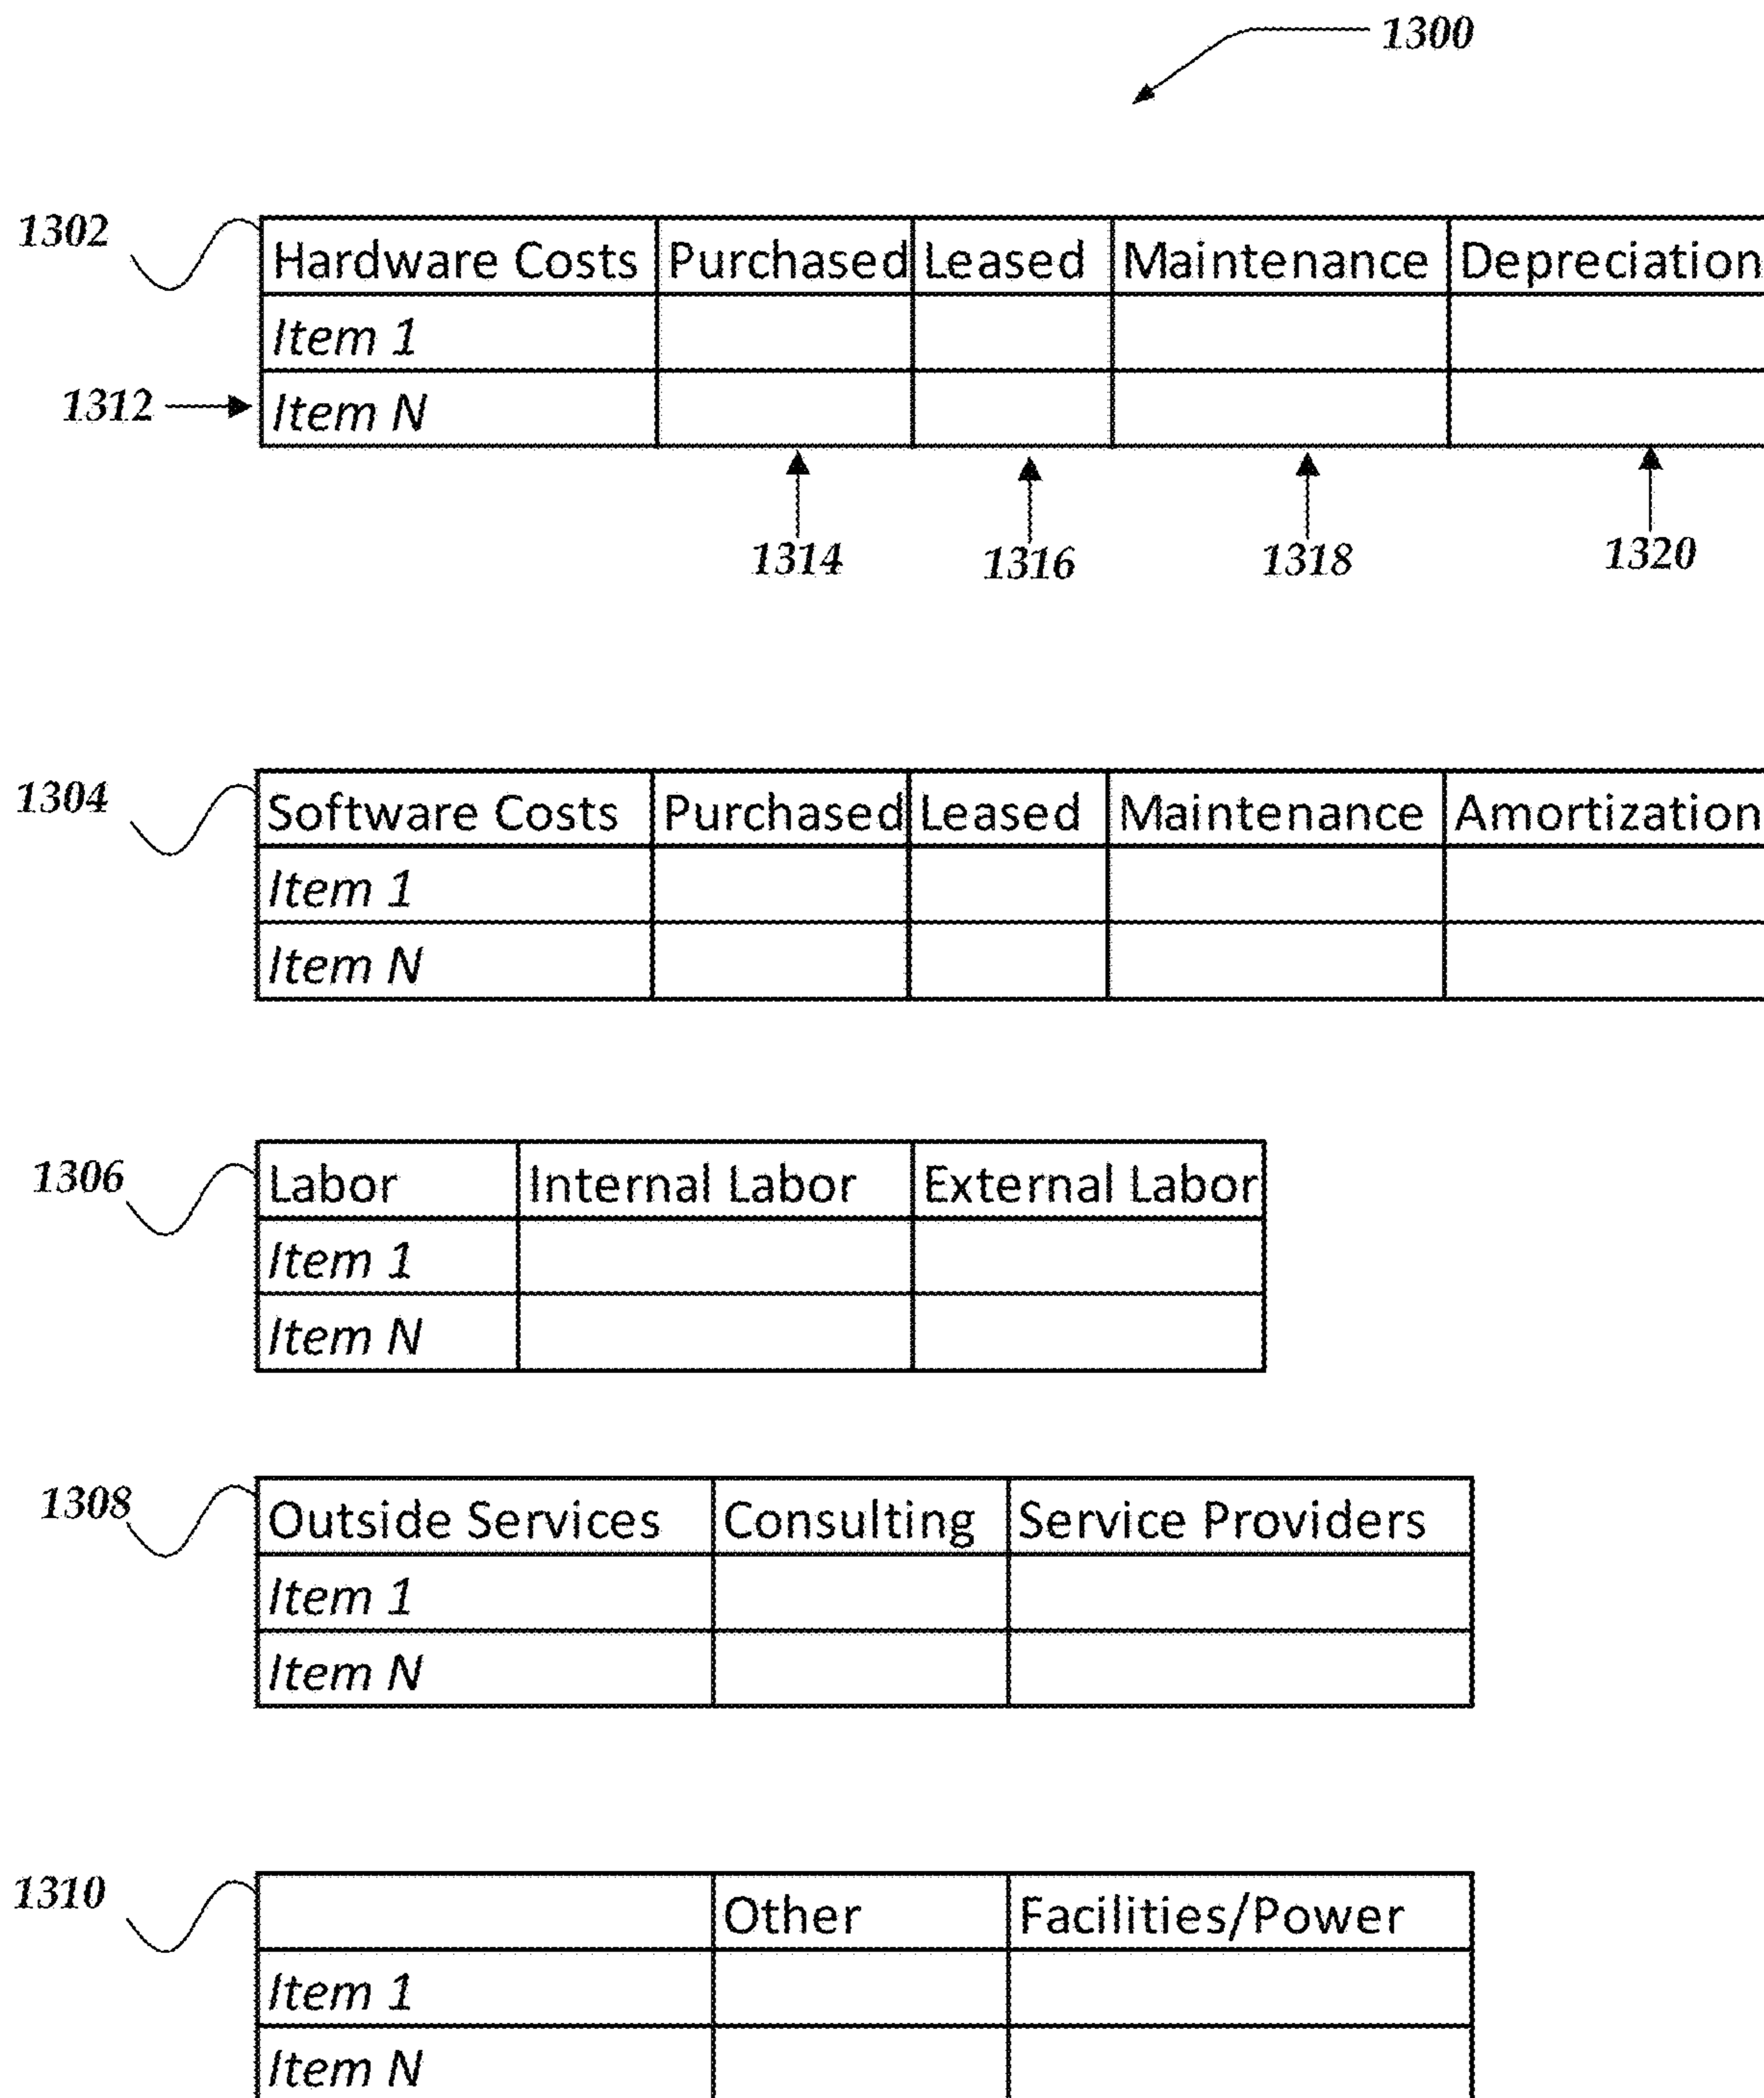 1300
1302 Hardware Costs Purchased Leased Maintenance Depreciation
Item 1
1312 Item N
1314 1316 1318 1320
1304 Software Costs Purchased Leased Maintenance Amortization
Item 1
Item N
1306 Labor Internal Labor External Labor
Item 1
Item N
1308 Outside Services Consulting Service Providers
Item 1
Item N
1310 Other Facilities/Power
Item 1
Item N